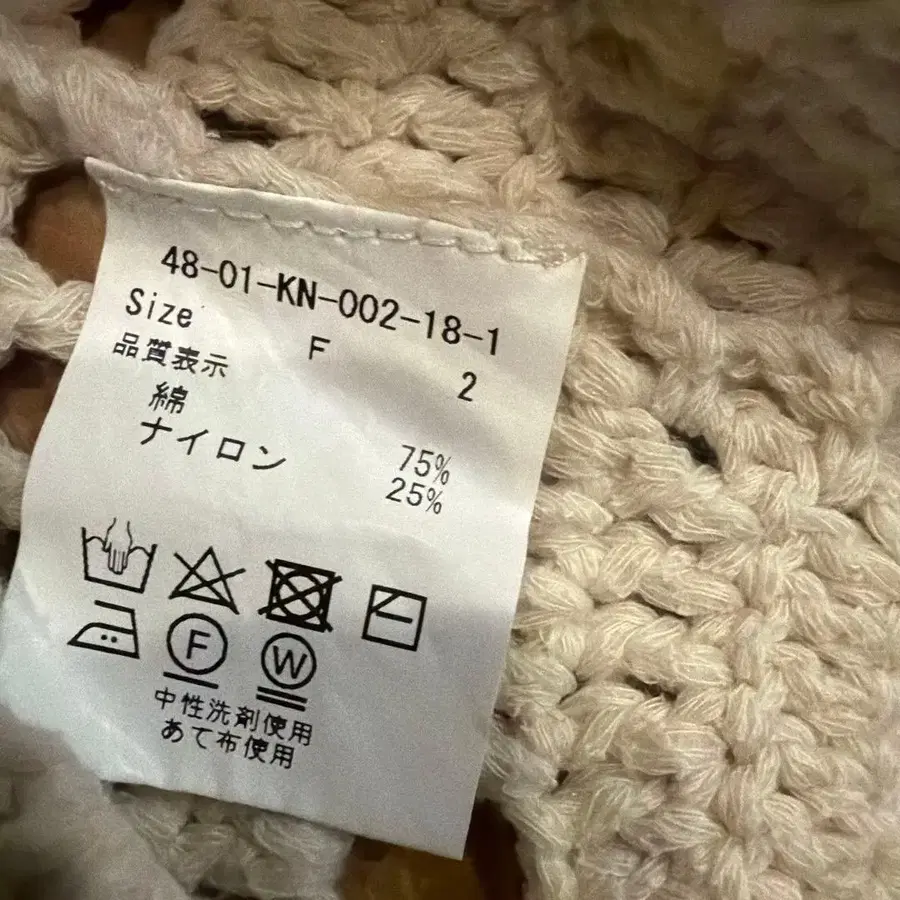 48-01-KN-002-18-1
Size F 2
品質表示
綿 75%
ナイロン 25%
F W
中性洗剤使用
あて布使用